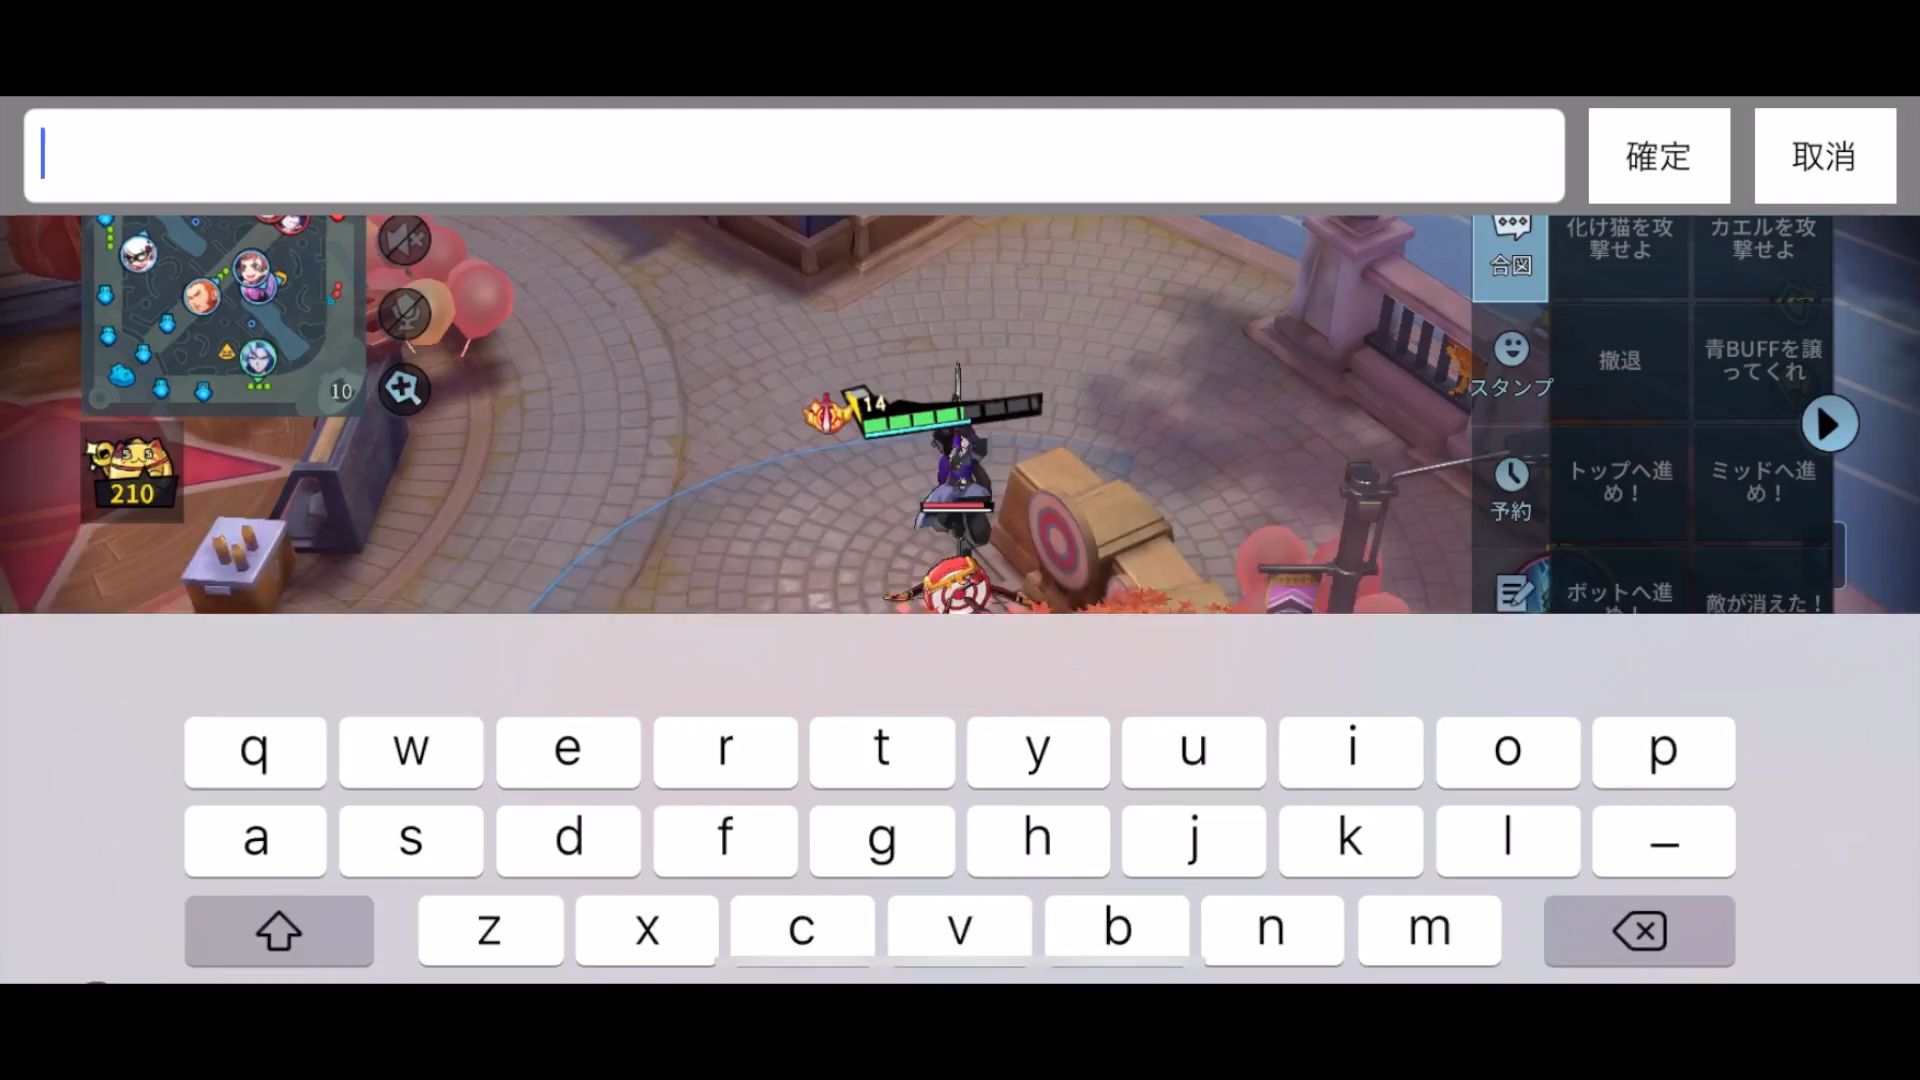 確定
取消
化け猫を攻
撃せよ
カエルを攻
撃せよ
合図
10
撤退
青BUFFを譲
ってくれ
スタンプ
14
210
トップへ進
め！
ミッドへ進
め！
予約
ボットへ進
め！
敵が消えた！
q w e r t y u i o p
a s d f g h j k l _
z x c v b n m